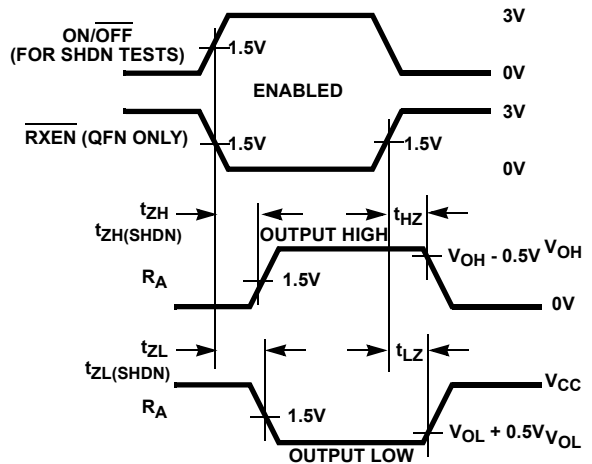 ON/OFF
(FOR SHDN TESTS)
1.5V
3V
0V
ENABLED
RXEN (QFN ONLY)
1.5V
1.5V
3V
0V
tZH
tZH(SHDN)
OUTPUT HIGH
tHZ
RA
1.5V
VOH - 0.5V
VOH
0V
tZL
tZL(SHDN)
tLZ
RA
1.5V
VCC
VOL + 0.5V
VOL
OUTPUT LOW